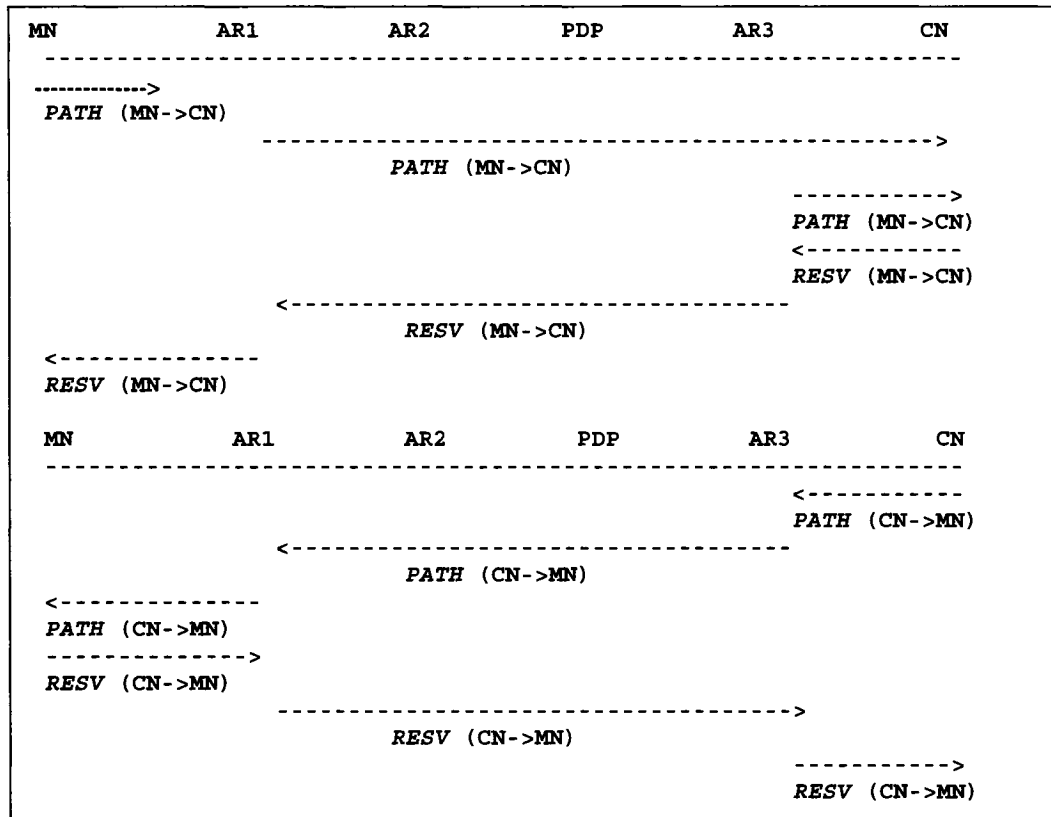 MN AR1 AR2 PDP AR3 CN
PATH (MN->CN)
PATH (MN->CN)
PATH (MN->CN)
RESV (MN->CN)
RESV (MN->CN)
RESV (MN->CN)
MN AR1 AR2 PDP AR3 CN
PATH (CN->MN)
PATH (CN->MN)
PATH (CN->MN)
RESV (CN->MN)
RESV (CN->MN)
RESV (CN->MN)